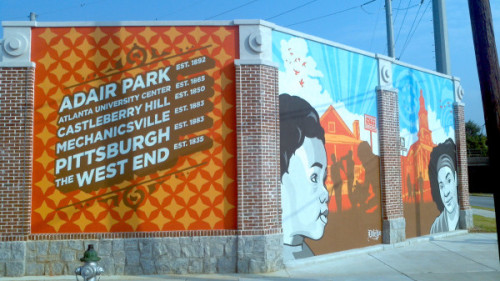 ADAIR PARK EST. 1892
ATLANTA UNIVERSITY CENTER EST. 1865
CASTLEBERRY HILL EST. 1850
MECHANICSVILLE EST. 1883
PITTSBURGH EST. 1883
THE WEST END EST. 1835